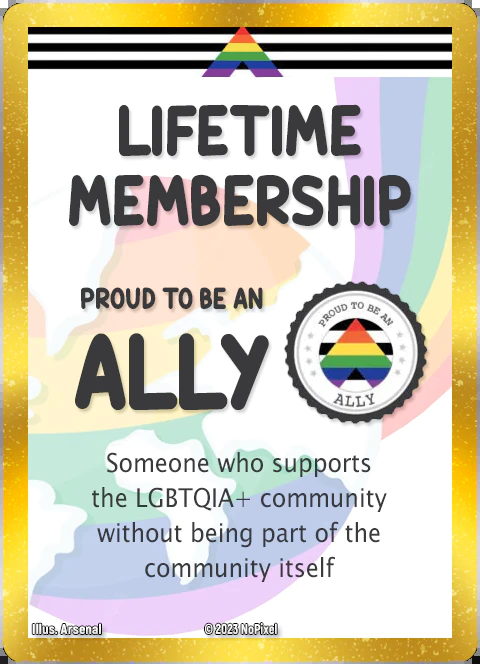 LIFETIME
MEMBERSHIP
PROUD TO BE AN
ALLY
PROUD TO BE AN
ALLY
Someone who supports
the LGBTQIA+ community
without being part of the
community itself
Illus. Arsenal
© 2023 NoPixel